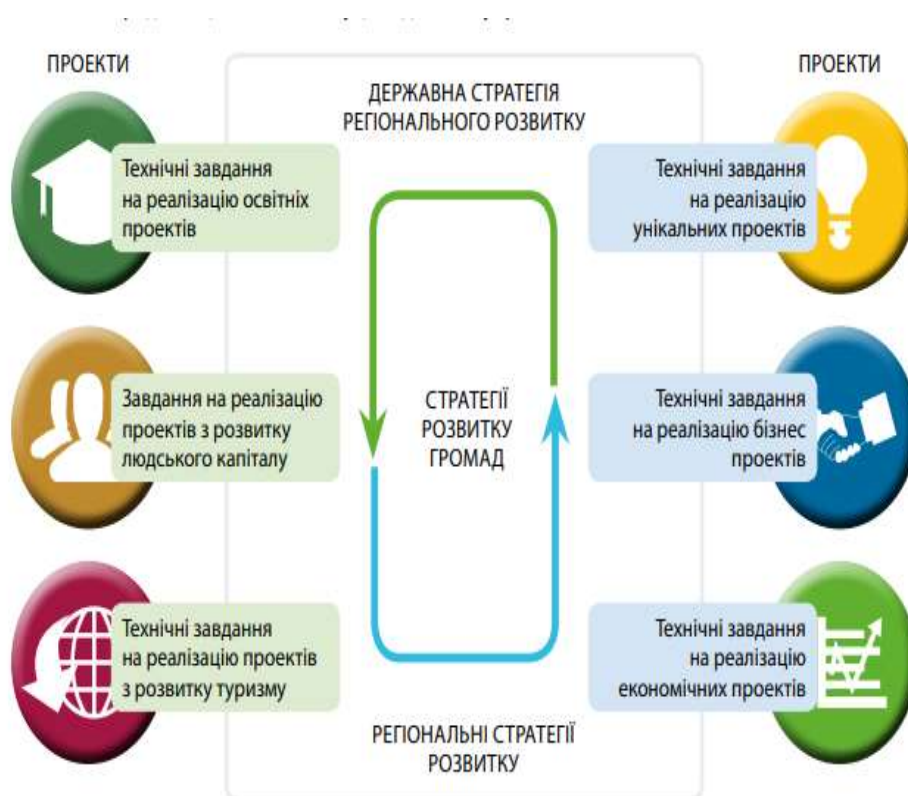 ПРОЕКТИ
ДЕРЖАВНА СТРАТЕГІЯ
РЕГІОНАЛЬНОГО РОЗВИТКУ
ПРОЕКТИ
Технічні завдання
на реалізацію освітніх
проектів
Технічні завдання
на реалізацію
унікальних проектів
Завдання на реалізацію
проектів з розвитку
людського капіталу
СТРАТЕГІЇ
РОЗВИТКУ
ГРОМАД
Технічні завдання
на реалізацію бізнес
проектів
Технічні завдання
на реалізацію проектів
з розвитку туризму
Технічні завдання
на реалізацію
економічних проектів
РЕГІОНАЛЬНІ СТРАТЕГІЇ
РОЗВИТКУ